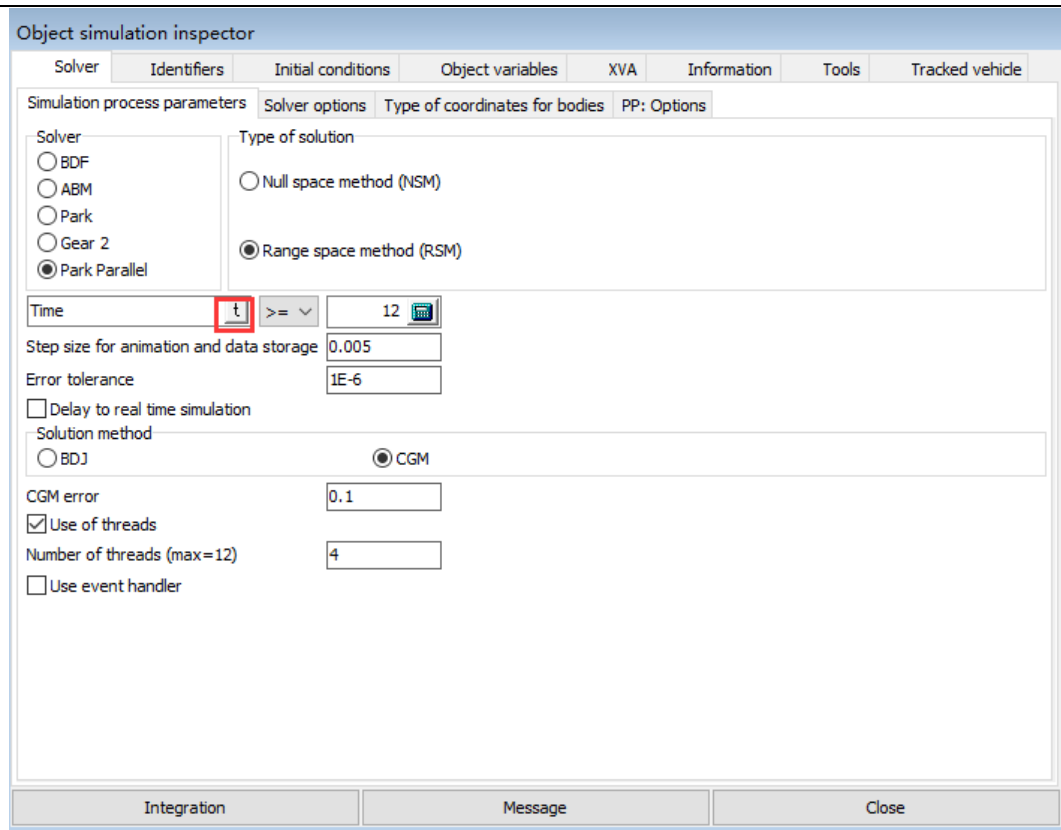 Object simulation inspector
Solver Identifiers Initial conditions Object variables XVA Information Tools Tracked vehicle
Simulation process parameters Solver options Type of coordinates for bodies PP: Options
Solver Type of solution
BDF
ABM
Park
Gear 2
Park Parallel
Null space method (NSM)
Range space method (RSM)
Time t >= 12
Step size for animation and data storage 0.005
Error tolerance 1E-6
Delay to real time simulation
Solution method
BDJ CGM
CGM error 0.1
Use of threads
Number of threads (max=12) 4
Use event handler
Integration Message Close